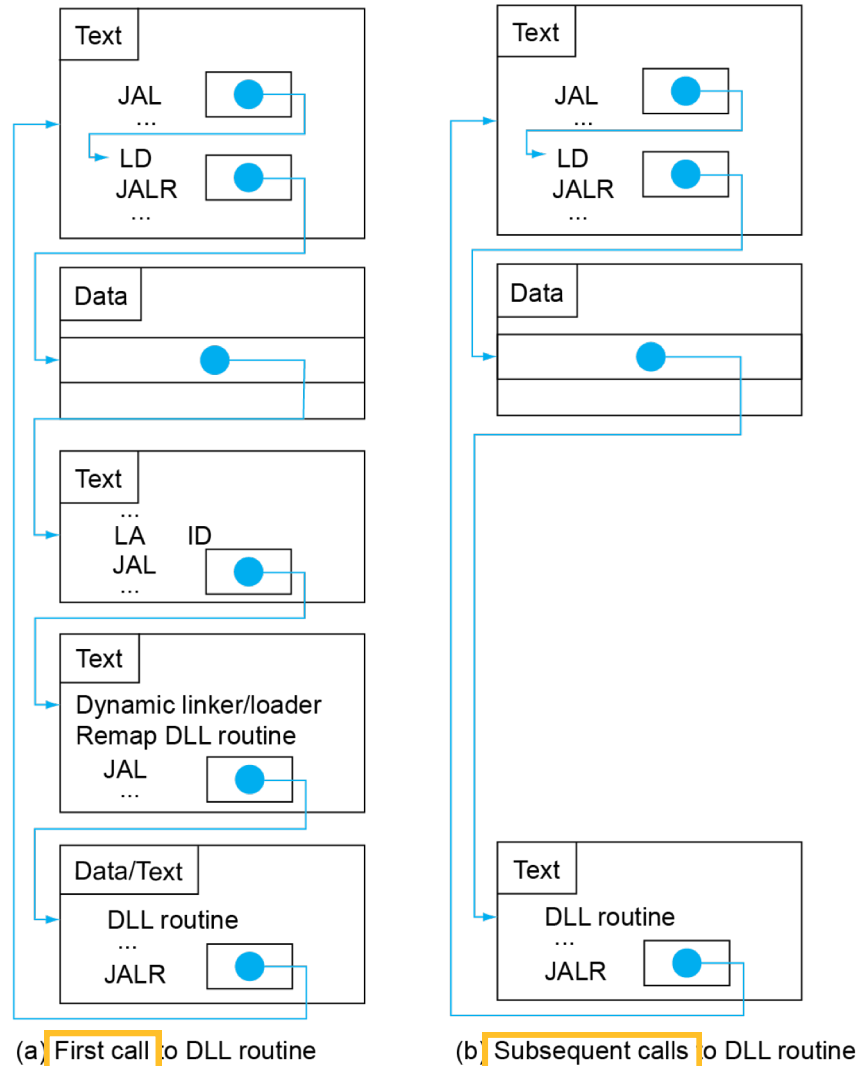 Text
JAL
...
LD
JALR
...
Data
Text
...
LA ID
JAL
...
Text
Dynamic linker/loader
Remap DLL routine
JAL
...
Data/Text
DLL routine
...
JALR
(a) First call to DLL routine
Text
JAL
...
LD
JALR
...
Data
Text
DLL routine
...
JALR
(b) Subsequent calls to DLL routine